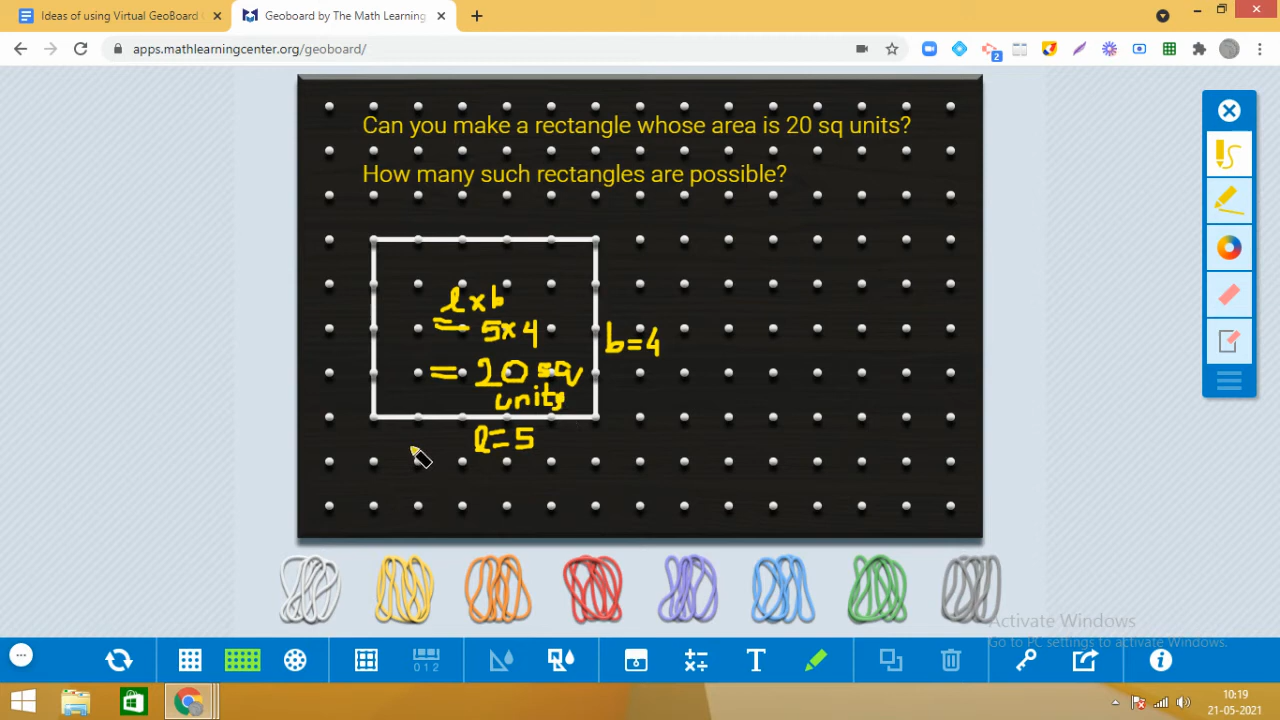 Ideas of using Virtual GeoBoard
Geoboard by The Math Learning
apps.mathlearningcenter.org/geoboard/
2
Can you make a rectangle whose area is 20 sq units?
How many such rectangles are possible?
l x b
= 5 x 4
b = 4
= 20 sq
units
l = 5
Activate Windows
Go to PC settings to activate Windows.
0 1 2
T
10:19
21-05-2021